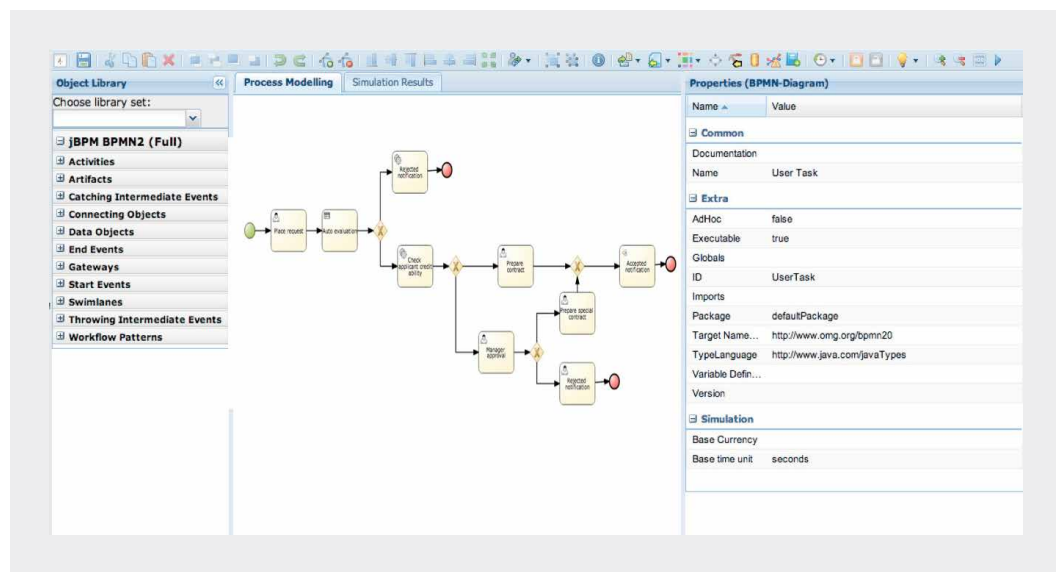 Object Library
Process Modelling
Simulation Results
Properties (BPMN-Diagram)
Choose library set:
jBPM BPMN2 (Full)
Activities
Artifacts
Catching Intermediate Events
Connecting Objects
Data Objects
End Events
Gateways
Start Events
Swimlanes
Throwing Intermediate Events
Workflow Patterns
Place request
Auto evaluation
Rejected
notification
Check
applicant credit
ability
Prepare
contract
Accepted
notification
Prepare special
contract
Manager
approval
Rejected
notification
Name Value
Common
Documentation
Name User Task
Extra
AdHoc false
Executable true
Globals
ID UserTask
Imports
Package defautPackage
Target Name... http://www.omg.org/bpmn20
TypeLanguage http://www.java.com/javaTypes
Variable Defin...
Version
Simulation
Base Currency
Base time unit seconds